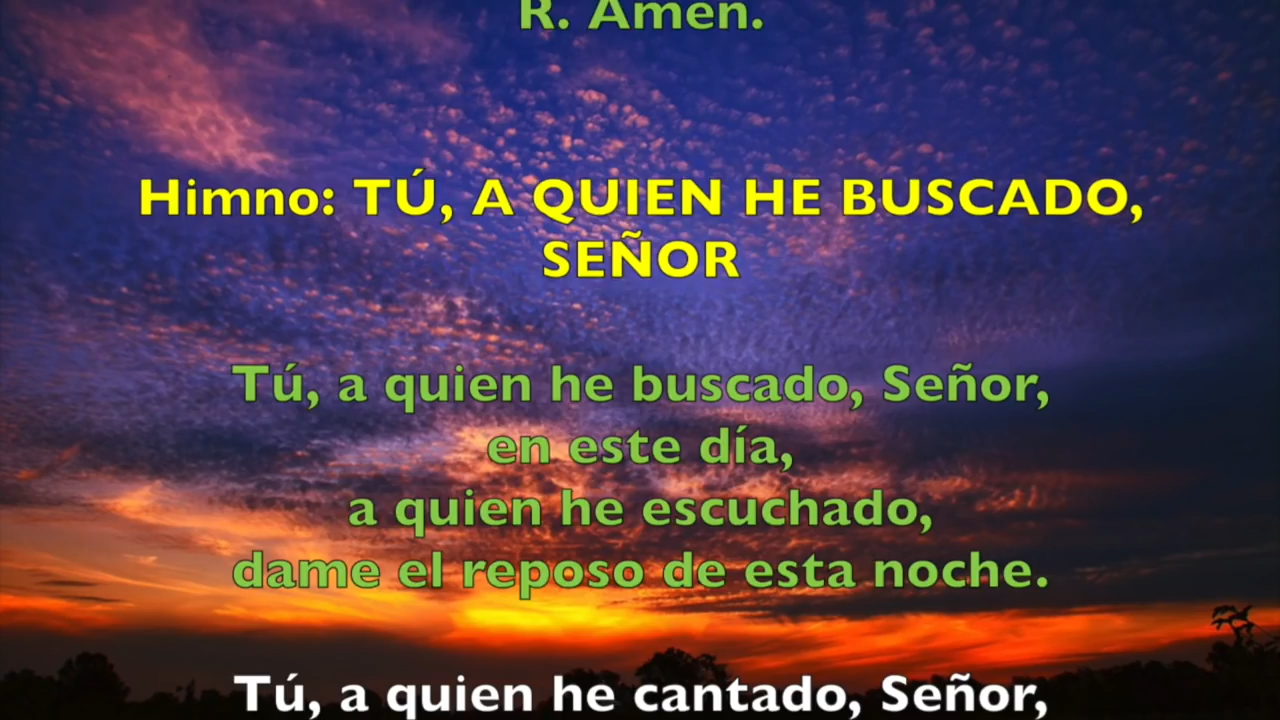 R. Amén.
Himno: TÚ, A QUIEN HE BUSCADO,
SEÑOR
Tú, a quien he buscado, Señor,
en este día,
a quien he escuchado,
dame el reposo de esta noche.
Tú, a quien he cantado, Señor,